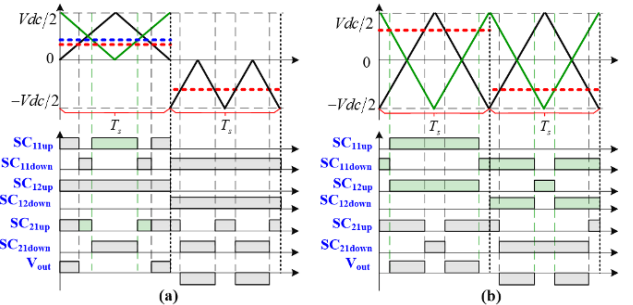 Vdc/2
0
−Vdc/2
Ts
Ts
SC11up
SC11down
SC12up
SC12down
SC21up
SC21down
Vout
(a)
Vdc/2
0
−Vdc/2
Ts
Ts
SC11up
SC11down
SC12up
SC12down
SC21up
SC21down
Vout
(b)